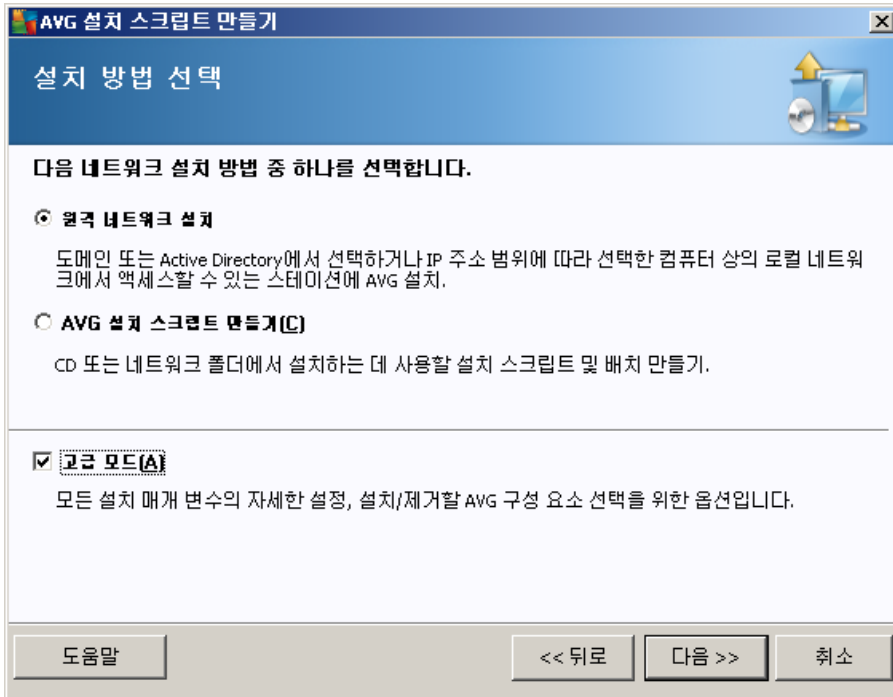 AVG 설치 스크립트 만들기
설치 방법 선택
다음 네트워크 설치 방법 중 하나를 선택합니다.
원격 네트워크 설치
도메인 또는 Active Directory에서 선택하거나 IP 주소 범위에 따라 선택한 컴퓨터 상의 로컬 네트워
크에서 액세스할 수 있는 스테이션에 AVG 설치.
AVG 설치 스크립트 만들기(C)
CD 또는 네트워크 폴더에서 설치하는 데 사용할 설치 스크립트 및 배치 만들기.
고급 모드(A)
모든 설치 매개 변수의 자세한 설정, 설치/제거할 AVG 구성 요소 선택을 위한 옵션입니다.
도움말
<< 뒤로
다음 >>
취소